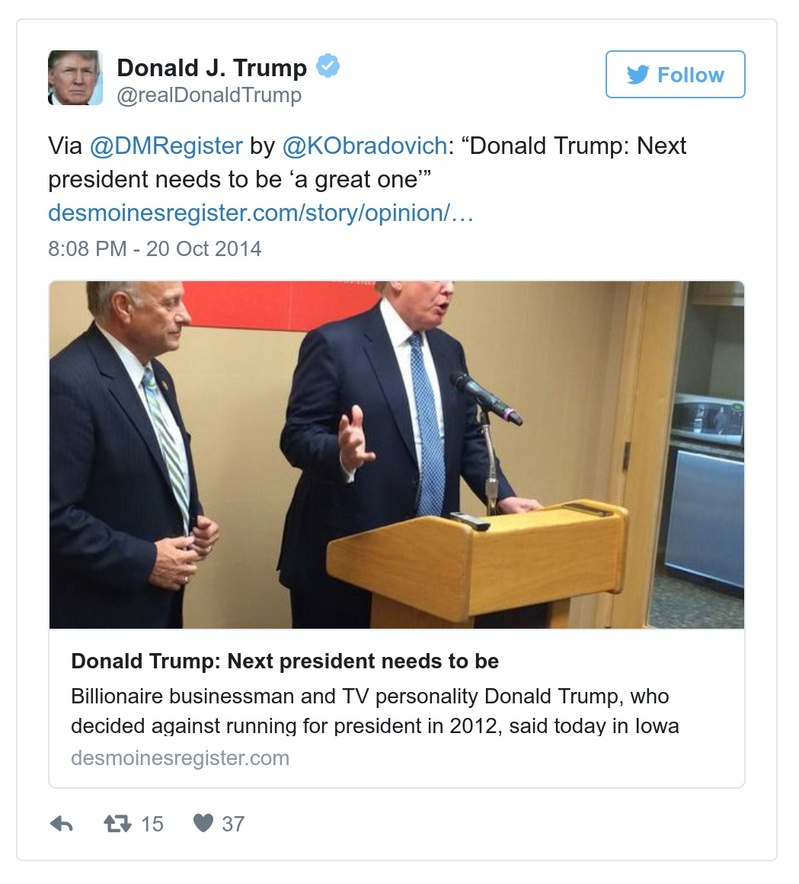 Donald J. Trump
@realDonaldTrump
Follow
Via @DMRegister by @KObradovich: “Donald Trump: Next
president needs to be ‘a great one’”
desmoinesregister.com/story/opinion/…
8:08 PM - 20 Oct 2014
Donald Trump: Next president needs to be
Billionaire businessman and TV personality Donald Trump, who
decided against running for president in 2012, said today in Iowa
desmoinesregister.com
15 37